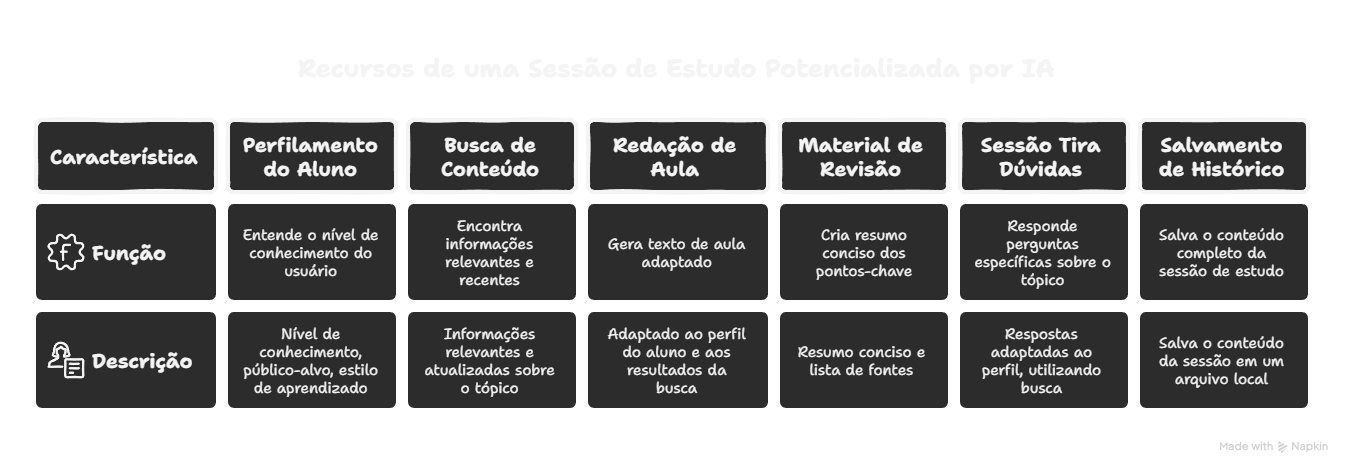 Recursos de uma Sessão de Estudo Potencializada por IA
Característica
Perfilamento
do Aluno
Busca de
Conteúdo
Redação de
Aula
Material de
Revisão
Sessão Tira
Dúvidas
Salvamento
de Histórico
Função
Entende o nível de
conhecimento do
usuário
Encontra
informações
relevantes e
recentes
Gera texto de aula
adaptado
Cria resumo
conciso dos
pontos-chave
Responde
perguntas
específicas sobre o
tópico
Salva o conteúdo
completo da
sessão de estudo
Descrição
Nível de
conhecimento,
público-alvo, estilo
de aprendizado
Informações
relevantes e
atualizadas sobre
o tópico
Adaptado ao perfil
do aluno e aos
resultados da
busca
Resumo conciso e
lista de fontes
Respostas
adaptadas ao
perfil, utilizando
busca
Salva o conteúdo
da sessão em um
arquivo local
Made with Napkin